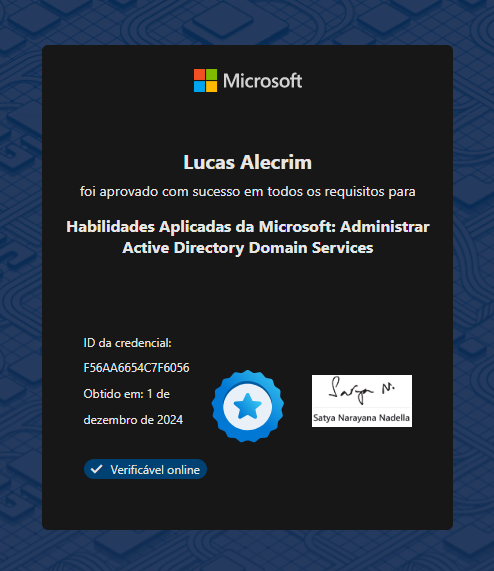 Microsoft
Lucas Alecrim
foi aprovado com sucesso em todos os requisitos para
Habilidades Aplicadas da Microsoft: Administrar
Active Directory Domain Services
ID da credencial:
F56AA6654C7F6056
Obtido em: 1 de
dezembro de 2024
Satya N.
Satya Narayana Nadella
Verificável online